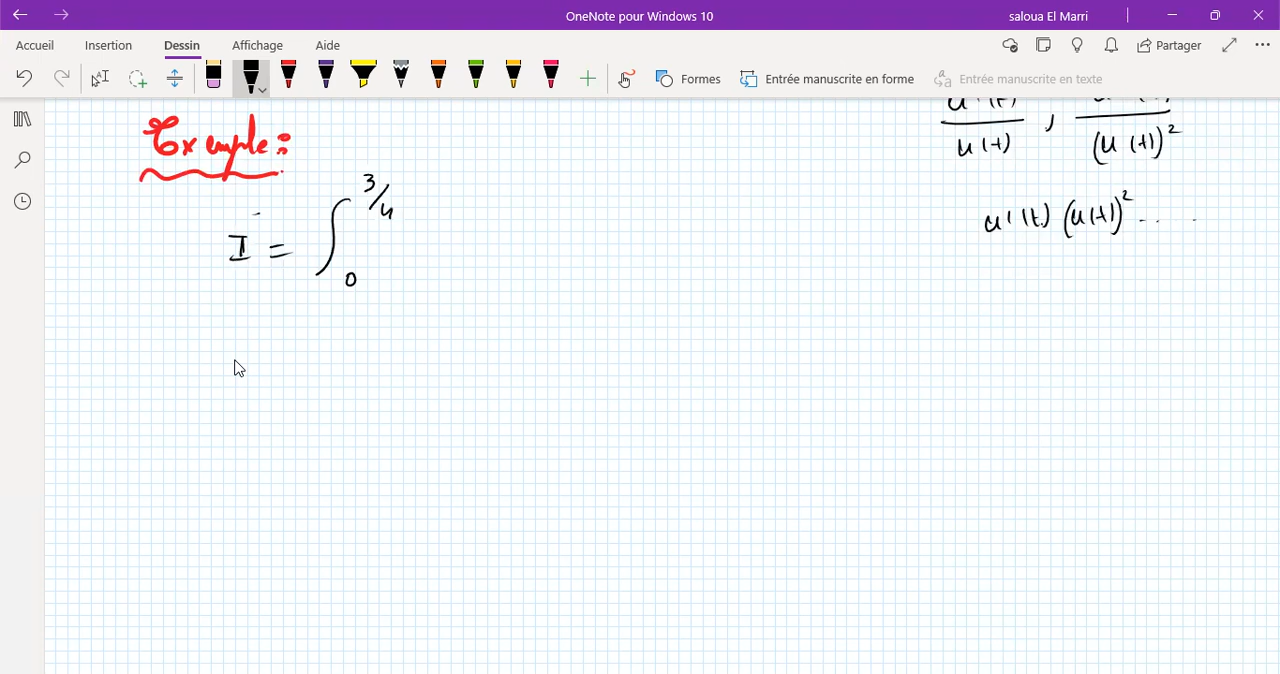 OneNote pour Windows 10
saloua El Marri
Accueil Insertion Dessin Affichage Aide
Partager
Formes Entrée manuscrite en forme Entrée manuscrite en texte
Exemple :
u'(t) / u(t) , / (u(t))²
u'(t) (u(t))² ....
I = ∫₀^{3/4}